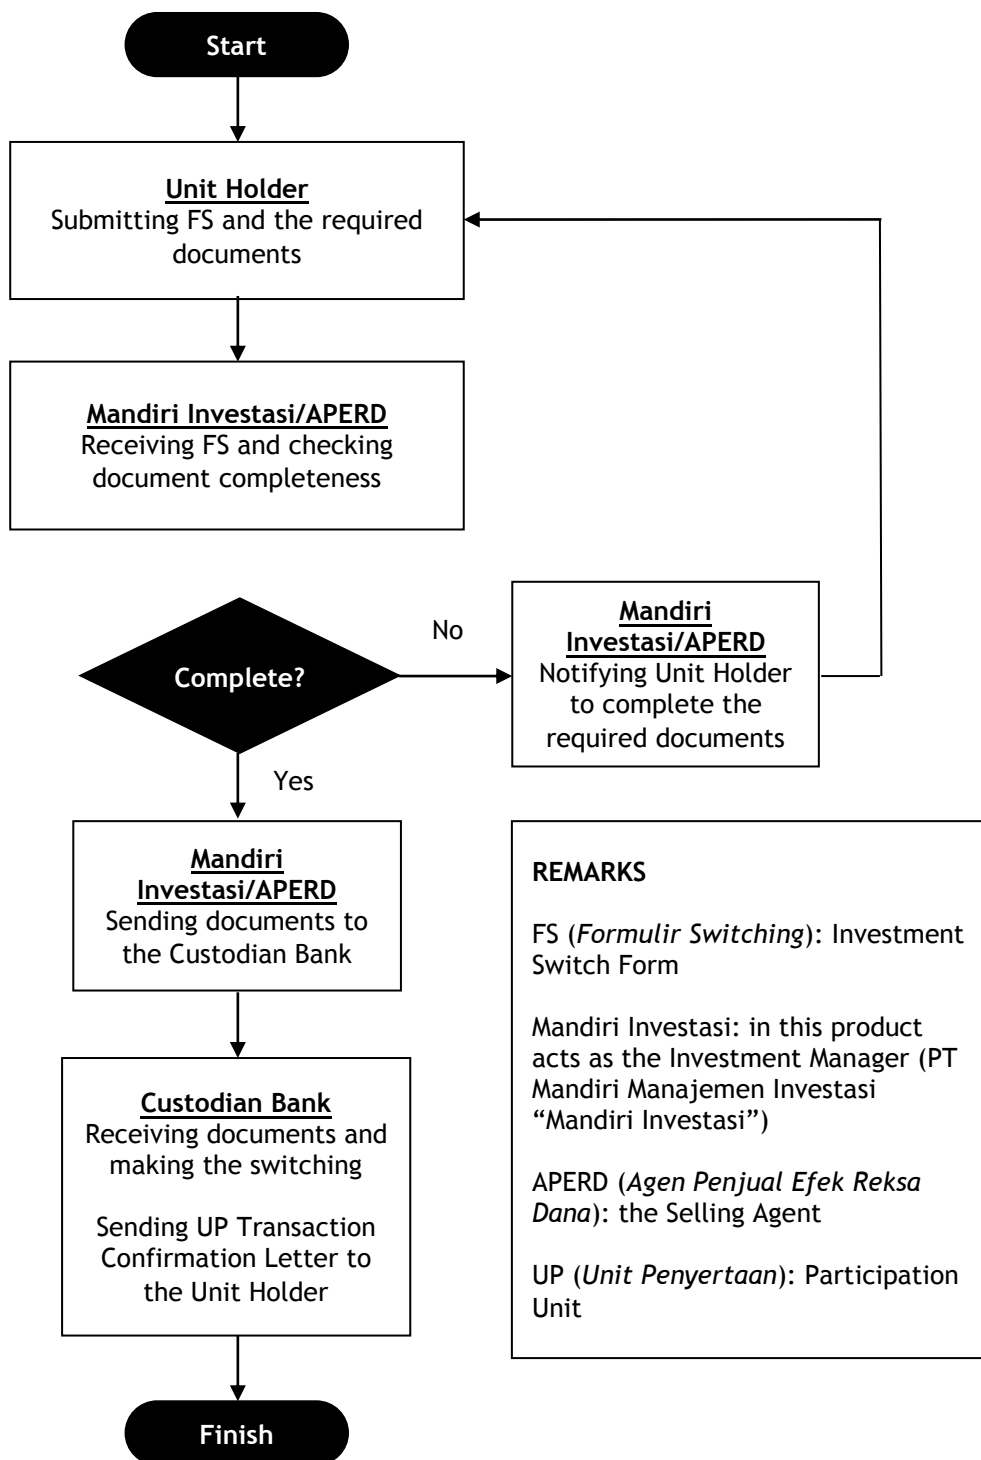 Start
Unit Holder
Submitting FS and the required
documents
Mandiri Investasi/APERD
Receiving FS and checking
document completeness
Complete?
No
Mandiri
Investasi/APERD
Notifying Unit Holder
to complete the
required documents
Yes
Mandiri
Investasi/APERD
Sending documents to
the Custodian Bank
Custodian Bank
Receiving documents and
making the switching
Sending UP Transaction
Confirmation Letter to
the Unit Holder
Finish
REMARKS
FS (Formulir Switching): Investment
Switch Form
Mandiri Investasi: in this product
acts as the Investment Manager (PT
Mandiri Manajemen Investasi
“Mandiri Investasi”)
APERD (Agen Penjual Efek Reksa
Dana): the Selling Agent
UP (Unit Penyertaan): Participation
Unit